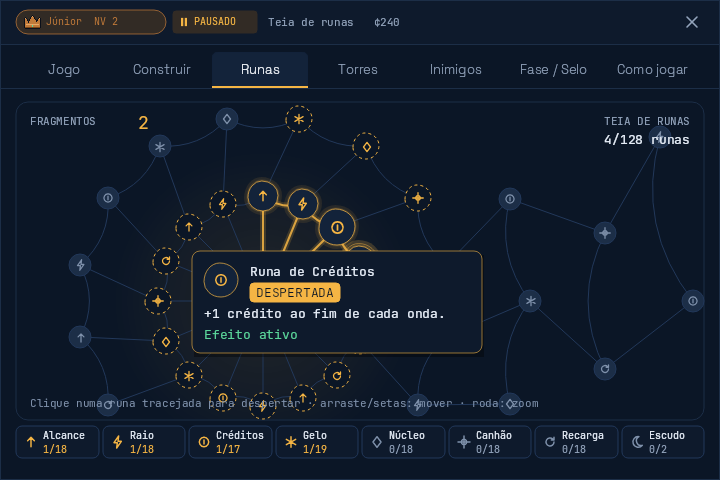 Júnior NV 2
PAUSADO
Teia de runas $240
Jogo Construir Runas Torres Inimigos Fase / Selo Como jogar
FRAGMENTOS 2
TEIA DE RUNAS
4/128 runas
Runa de Créditos
DESPERTADA
+1 crédito ao fim de cada onda.
Efeito ativo
Clique numa runa tracejada para despertar · arraste/setas: mover · roda: zoom
Alcance 1/18
Raio 1/18
Créditos 1/17
Gelo 1/19
Núcleo 0/18
Canhão 0/18
Recarga 0/18
Escudo 0/2